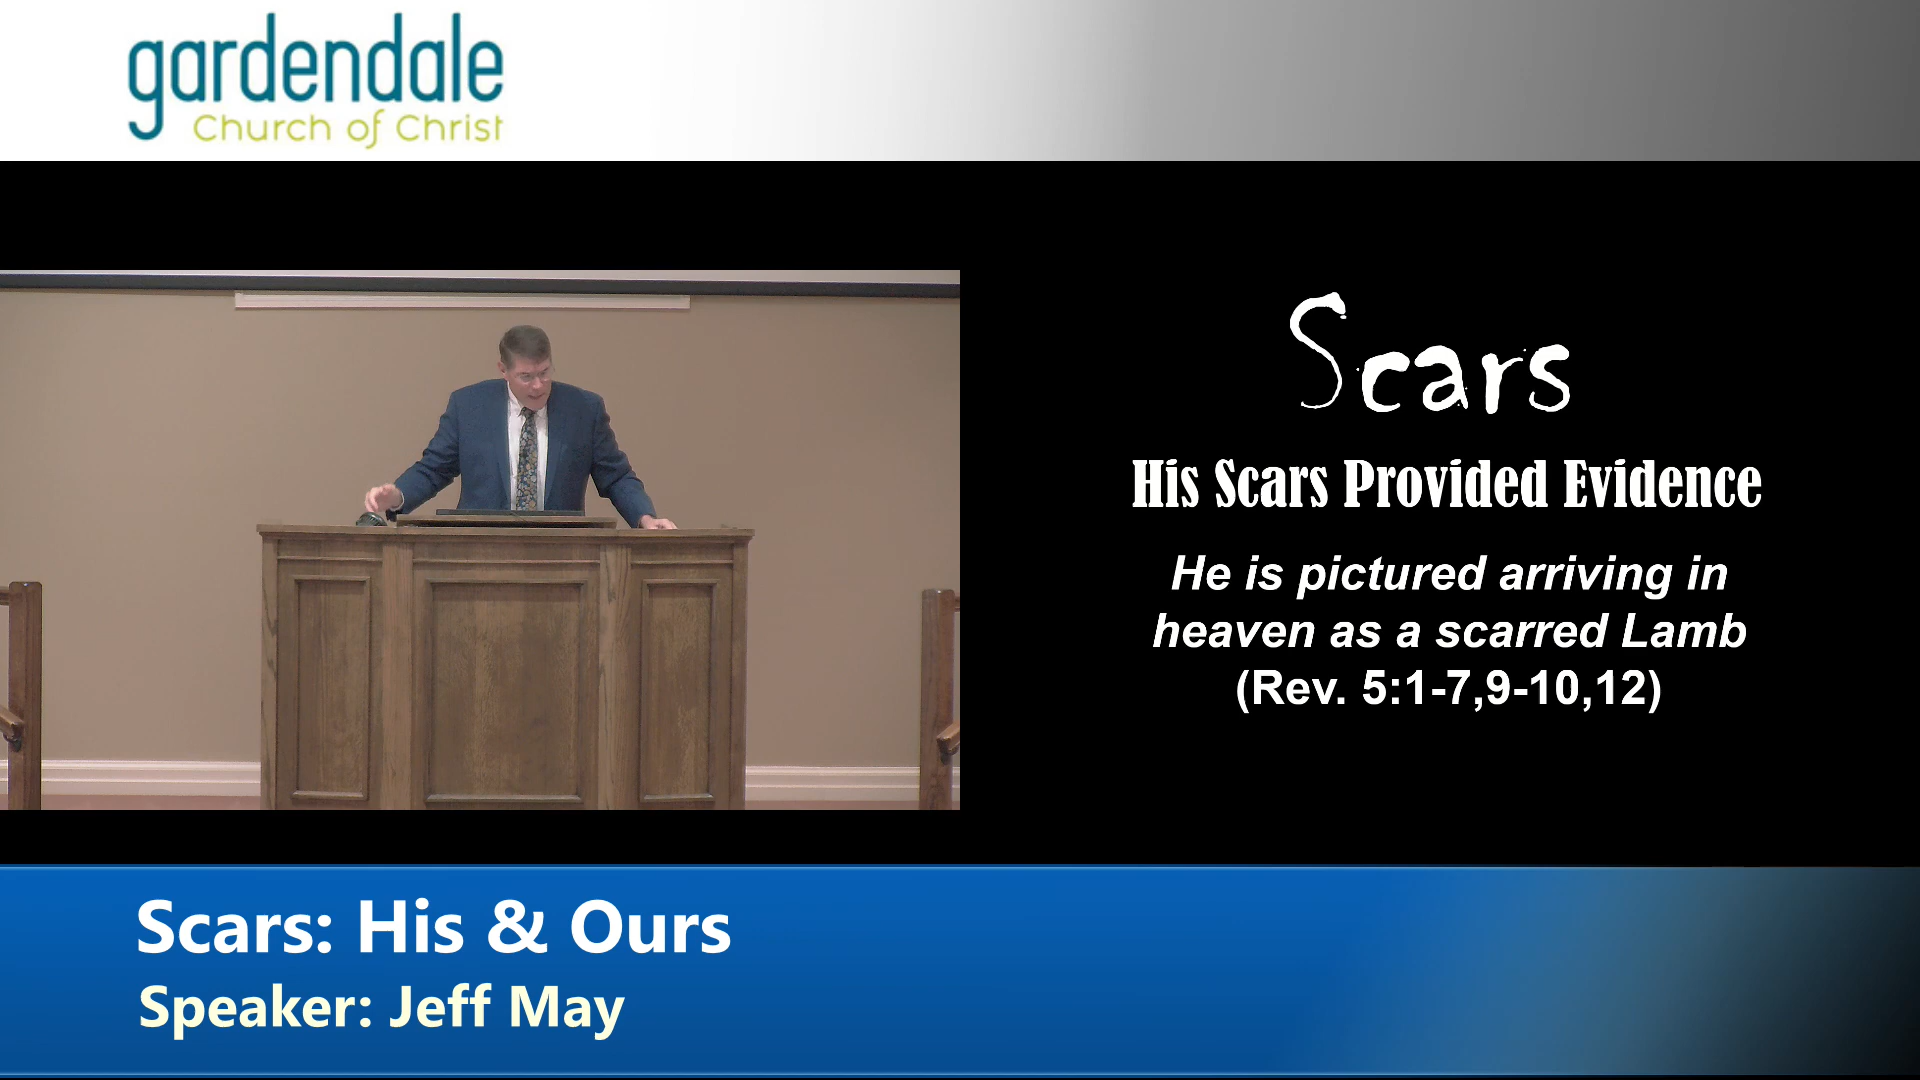 gardendale
Church of Christ
Scars
His Scars Provided Evidence
He is pictured arriving in
heaven as a scarred Lamb
(Rev. 5:1-7,9-10,12)
Scars: His & Ours
Speaker: Jeff May